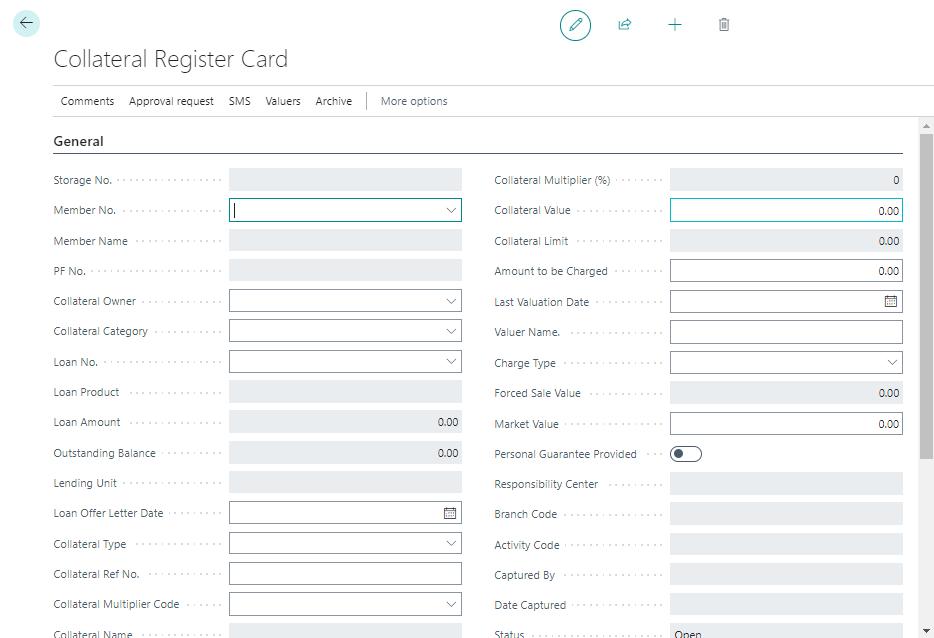 Collateral Register Card
Comments Approval request SMS Valuers Archive More options
General
Storage No.
Member No.
Member Name
PF No.
Collateral Owner
Collateral Category
Loan No.
Loan Product
Loan Amount 0.00
Outstanding Balance 0.00
Lending Unit
Loan Offer Letter Date
Collateral Type
Collateral Ref No.
Collateral Multiplier Code
Collateral Name
Collateral Multiplier (%) 0
Collateral Value 0.00
Collateral Limit 0.00
Amount to be Charged 0.00
Last Valuation Date
Valuer Name.
Charge Type
Forced Sale Value 0.00
Market Value 0.00
Personal Guarantee Provided
Responsibility Center
Branch Code
Activity Code
Captured By
Date Captured
Status Open